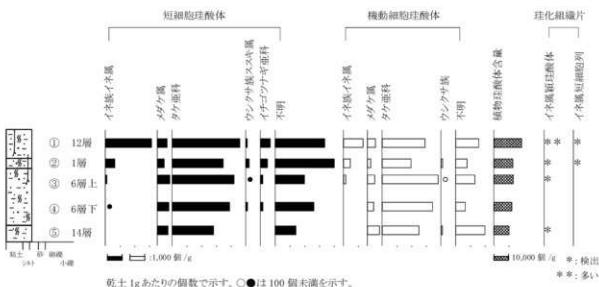 短細胞珪酸体
機動細胞珪酸体
珪化組織片
イネ族イネ属
メダケ属
タケ亜科
ウシクサ族ススキ属
イチゴツナギ亜科
不明
イネ族イネ属
メダケ属
タケ亜科
ウシクサ族
不明
植物珪酸体含量
イネ属穎珪酸体
イネ属短細胞列
① 12層 ** *
② 1層 * *
③ 6層上 ● ○ *
④ 6層下 ●
⑤ 14層 *
粘土 シルト 砂 細礫 小礫
:1,000 個/g
10,000 個/g
*:検出
**:多い
乾土 1gあたりの個数で示す。○●は 100 個未満を示す。